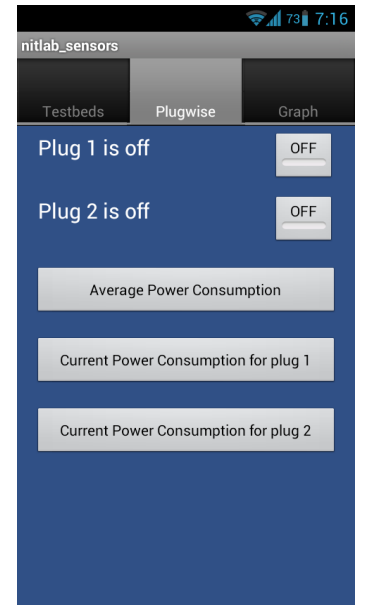 73 7:16
nitlab_sensors
Testbeds Plugwise Graph
Plug 1 is off OFF
Plug 2 is off OFF
Average Power Consumption
Current Power Consumption for plug 1
Current Power Consumption for plug 2